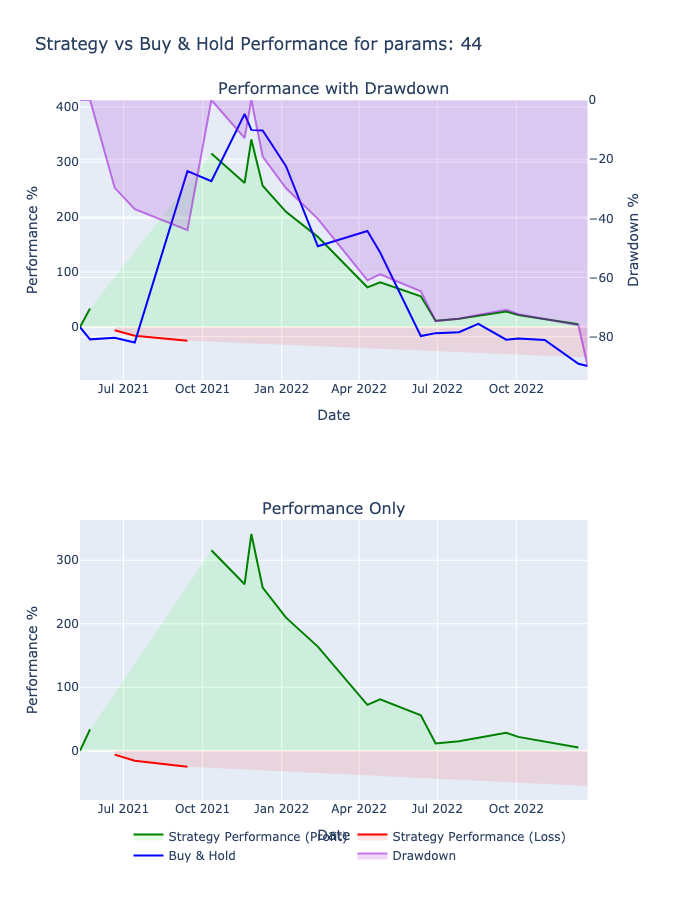 Strategy vs Buy & Hold Performance for params: 44
Performance with Drawdown
400
300
200
100
0
0
−20
−40
−60
−80
Performance %
Drawdown %
Jul 2021 Oct 2021 Jan 2022 Apr 2022 Jul 2022 Oct 2022
Date
Performance Only
300
200
100
0
Performance %
Jul 2021 Oct 2021 Jan 2022 Apr 2022 Jul 2022 Oct 2022
Date
Strategy Performance (Profit) Strategy Performance (Loss)
Buy & Hold Drawdown